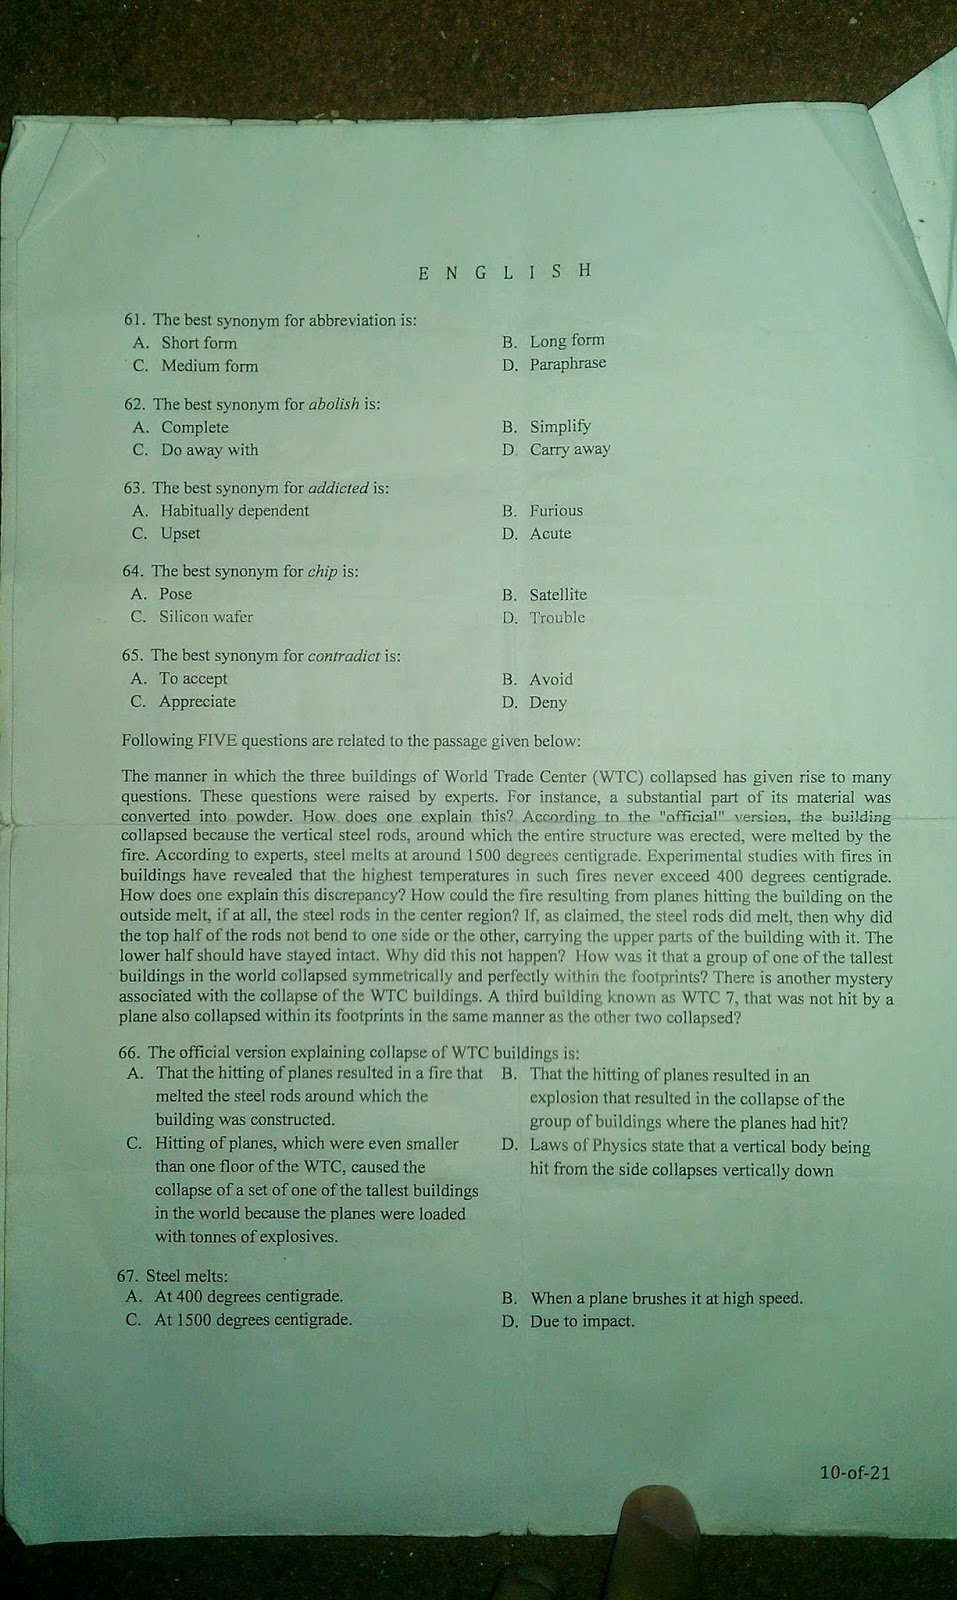 E N G L I S H
61. The best synonym for abbreviation is:
A. Short form B. Long form
C. Medium form D. Paraphrase
62. The best synonym for abolish is:
A. Complete B. Simplify
C. Do away with D. Carry away
63. The best synonym for addicted is:
A. Habitually dependent B. Furious
C. Upset D. Acute
64. The best synonym for chip is:
A. Pose B. Satellite
C. Silicon wafer D. Trouble
65. The best synonym for contradict is:
A. To accept B. Avoid
C. Appreciate D. Deny
Following FIVE questions are related to the passage given below:
The manner in which the three buildings of World Trade Center (WTC) collapsed has given rise to many
questions. These questions were raised by experts. For instance, a substantial part of its material was
converted into powder. How does one explain this? According to the "official" version, the building
collapsed because the vertical steel rods, around which the entire structure was erected, were melted by the
fire. According to experts, steel melts at around 1500 degrees centigrade. Experimental studies with fires in
buildings have revealed that the highest temperatures in such fires never exceed 400 degrees centigrade.
How does one explain this discrepancy? How could the fire resulting from planes hitting the building on the
outside melt, if at all, the steel rods in the center region? If, as claimed, the steel rods did melt, then why did
the top half of the rods not bend to one side or the other, carrying the upper parts of the building with it. The
lower half should have stayed intact. Why did this not happen? How was it that a group of one of the tallest
buildings in the world collapsed symmetrically and perfectly within the footprints? There is another mystery
associated with the collapse of the WTC buildings. A third building known as WTC 7, that was not hit by a
plane also collapsed within its footprints in the same manner as the other two collapsed?
66. The official version explaining collapse of WTC buildings is:
A. That the hitting of planes resulted in a fire that
melted the steel rods around which the
building was constructed.
B. That the hitting of planes resulted in an
explosion that resulted in the collapse of the
group of buildings where the planes had hit?
C. Hitting of planes, which were even smaller
than one floor of the WTC, caused the
collapse of a set of one of the tallest buildings
in the world because the planes were loaded
with tonnes of explosives.
D. Laws of Physics state that a vertical body being
hit from the side collapses vertically down
67. Steel melts:
A. At 400 degrees centigrade. B. When a plane brushes it at high speed.
C. At 1500 degrees centigrade. D. Due to impact.
10-of-21